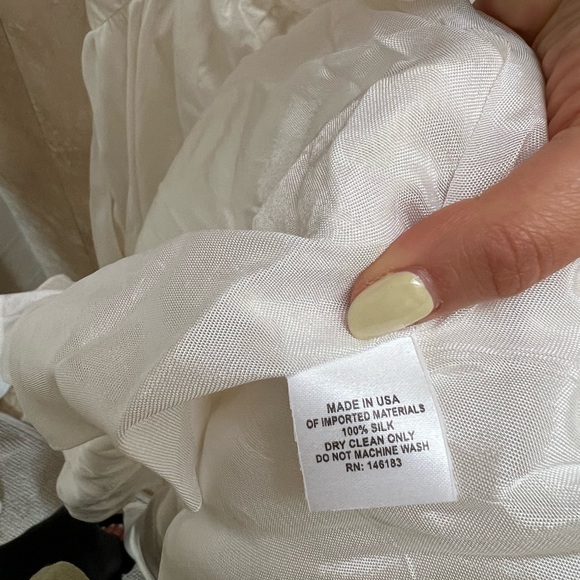 MADE IN USA
OF IMPORTED MATERIALS
100% SILK
DRY CLEAN ONLY
DO NOT MACHINE WASH
RN: 146183